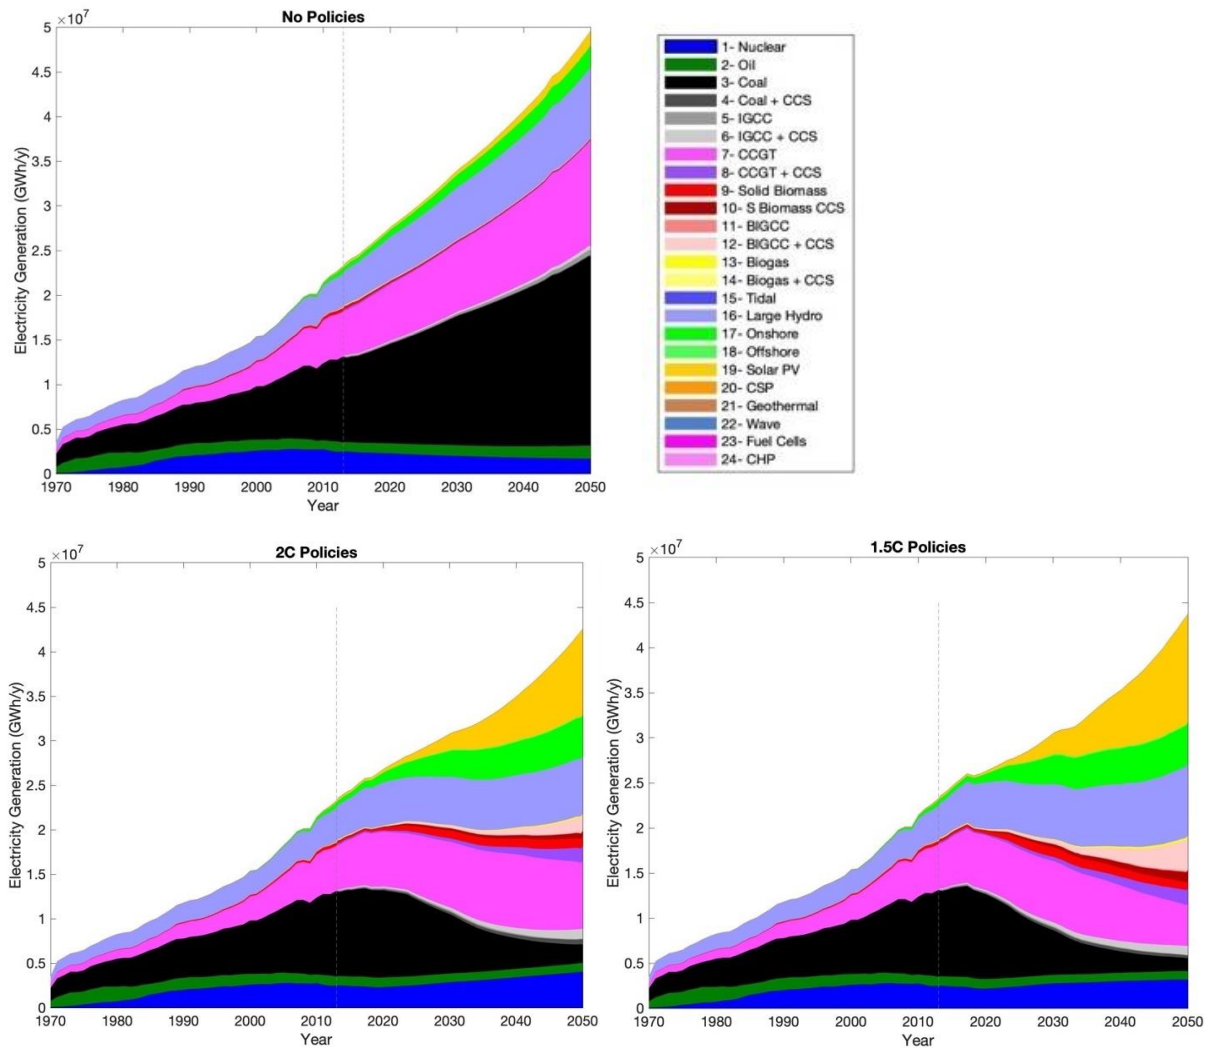 ×10⁷
No Policies
5
4.5
4
3.5
3
2.5
2
1.5
1
0.5
0
Electricity Generation (GWh/y)
1970 1980 1990 2000 2010 2020 2030 2040 2050
Year
1- Nuclear
2- Oil
3- Coal
4- Coal + CCS
5- IGCC
6- IGCC + CCS
7- CCGT
8- CCGT + CCS
9- Solid Biomass
10- S Biomass CCS
11- BIGCC
12- BIGCC + CCS
13- Biogas
14- Biogas + CCS
15- Tidal
16- Large Hydro
17- Onshore
18- Offshore
19- Solar PV
20- CSP
21- Geothermal
22- Wave
23- Fuel Cells
24- CHP
×10⁷
2C Policies
5
4.5
4
3.5
3
2.5
2
1.5
1
0.5
0
Electricity Generation (GWh/y)
1970 1980 1990 2000 2010 2020 2030 2040 2050
Year
×10⁷
1.5C Policies
5
4.5
4
3.5
3
2.5
2
1.5
1
0.5
0
Electricity Generation (GWh/y)
1970 1980 1990 2000 2010 2020 2030 2040 2050
Year